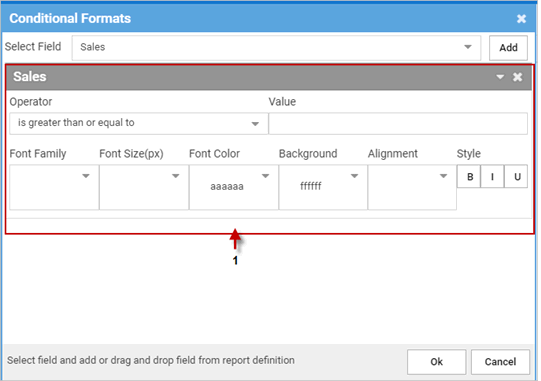 Conditional Formats
Select Field Sales Add
Sales
Operator Value
is greater than or equal to
Font Family Font Size(px) Font Color Background Alignment Style
aaaaaa ffffff B I U
1
Select field and add or drag and drop field from report definition Ok Cancel